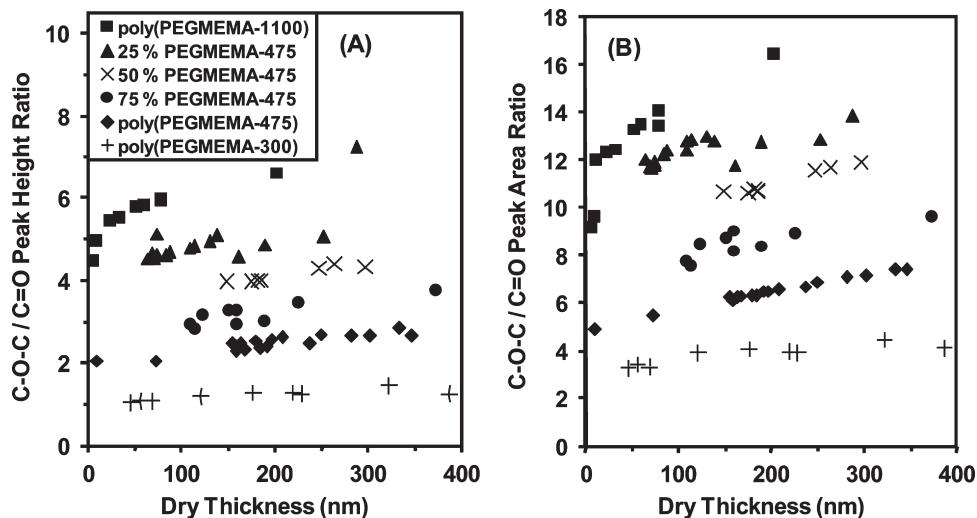 (A)
■ poly(PEGMEMA-1100)
▲ 25 % PEGMEMA-475
× 50 % PEGMEMA-475
● 75 % PEGMEMA-475
◆ poly(PEGMEMA-475)
+ poly(PEGMEMA-300)
C-O-C / C=O Peak Height Ratio
10
8
6
4
2
0
0 100 200 300 400
Dry Thickness (nm)
(B)
C-O-C / C=O Peak Area Ratio
18
16
14
12
10
8
6
4
2
0
0 100 200 300 400
Dry Thickness (nm)